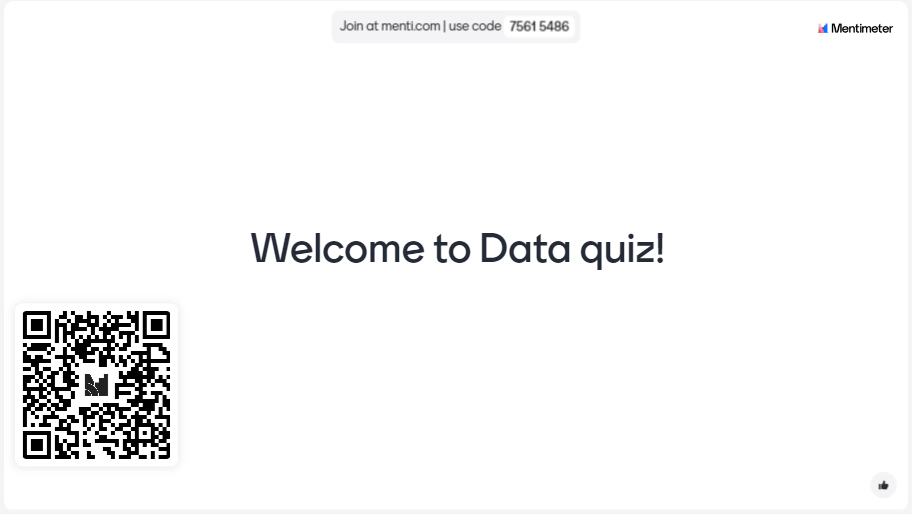 Join at menti.com | use code 7561 5486
Mentimeter
Welcome to Data quiz!